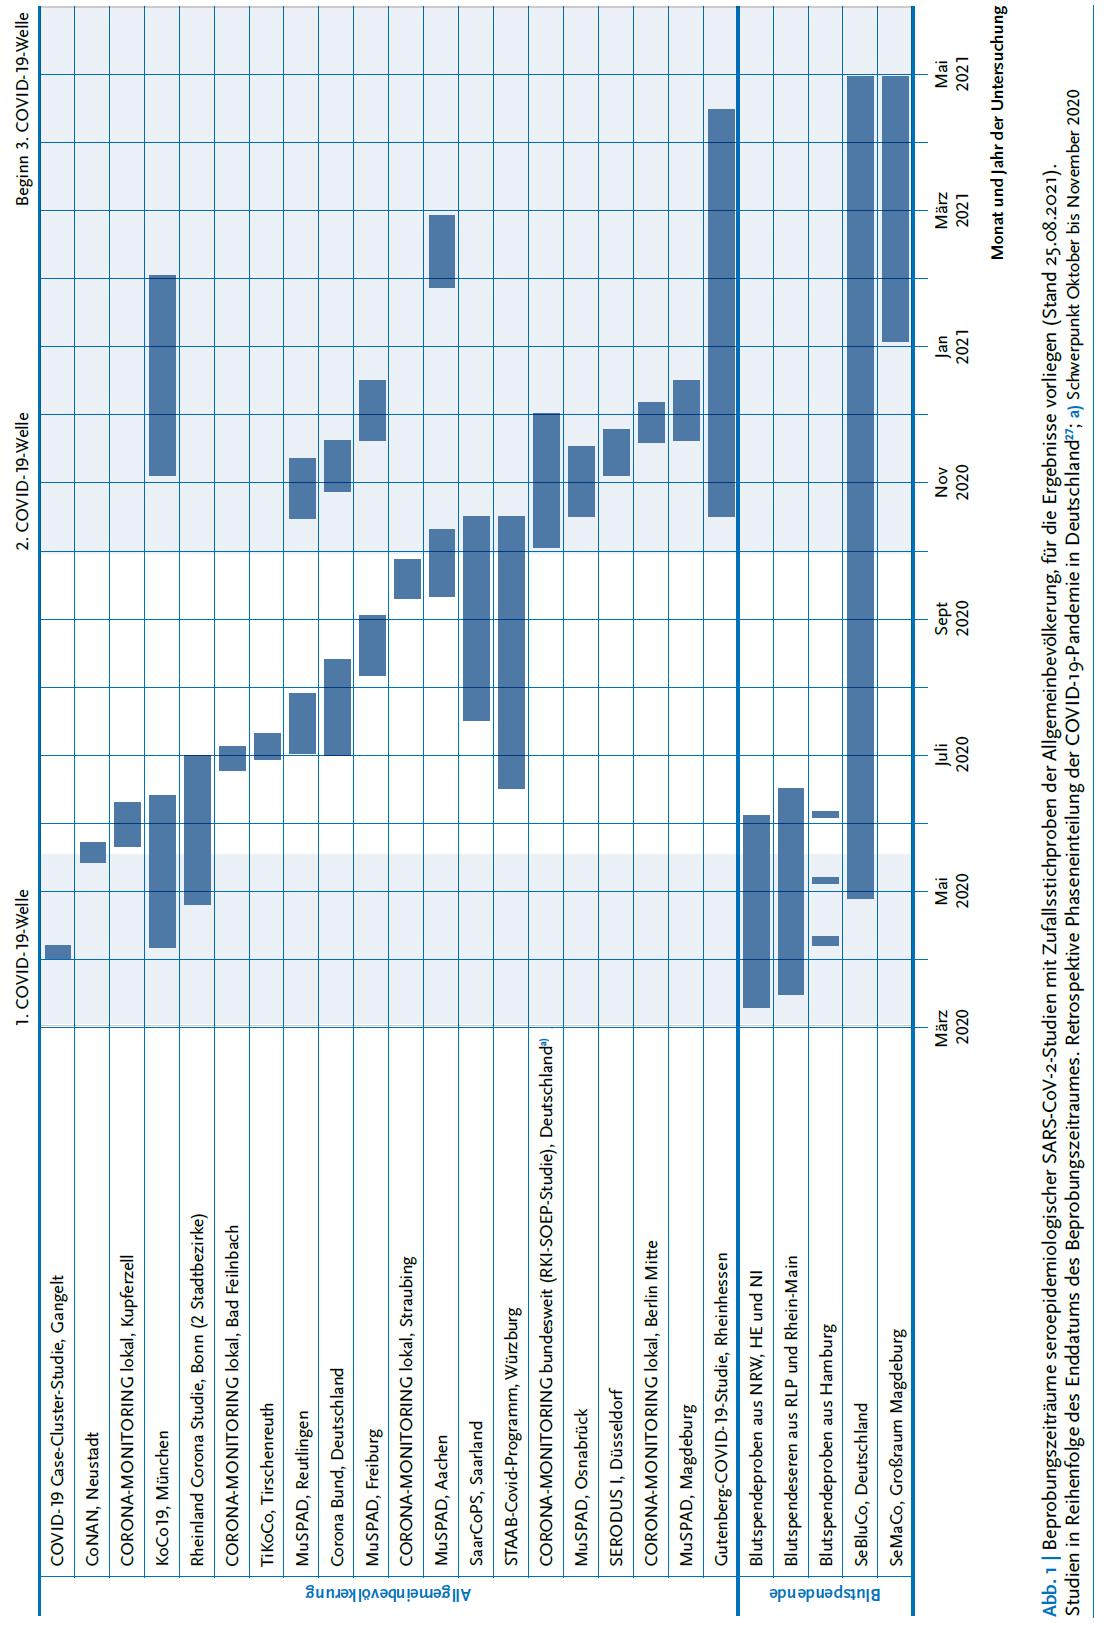 1. COVID-19-Welle
2. COVID-19-Welle
Beginn 3. COVID-19-Welle
Allgemeinbevölkerung
COVID-19 Case-Cluster-Studie, Gangelt
CoNAN, Neustadt
CORONA-MONITORING lokal, Kupferzell
KoCo19, München
Rheinland Corona Studie, Bonn (2 Stadtbezirke)
CORONA-MONITORING lokal, Bad Feilnbach
TiKoCo, Tirschenreuth
MuSPAD, Reutlingen
Corona Bund, Deutschland
MuSPAD, Freiburg
CORONA-MONITORING lokal, Straubing
MuSPAD, Aachen
SaarCoPS, Saarland
STAAB-Covid-Programm, Würzburg
CORONA-MONITORING bundesweit (RKI-SOEP-Studie), Deutschland a)
MuSPAD, Osnabrück
SERODUS I, Düsseldorf
CORONA-MONITORING lokal, Berlin Mitte
MuSPAD, Magdeburg
Gutenberg-COVID-19-Studie, Rheinhessen
Blutspende
Blutspendeproben aus NRW, HE und NI
Blutspendeseren aus RLP und Rhein-Main
Blutspendeproben aus Hamburg
SeBluCo, Deutschland
SeMaCo, Großraum Magdeburg
März
2020
Mai
2020
Juli
2020
Sept
2020
Nov
2020
Jan
2021
März
2021
Mai
2021
Monat und Jahr der Untersuchung
Abb. 1 | Beprobungszeiträume seroepidemiologischer SARS-CoV-2-Studien mit Zufallsstichproben der Allgemeinbevölkerung, für die Ergebnisse vorliegen (Stand 25.08.2021).
Studien in Reihenfolge des Enddatums des Beprobungszeitraumes. Retrospektive Phaseneinteilung der COVID-19-Pandemie in Deutschland27; a) Schwerpunkt Oktober bis November 2020